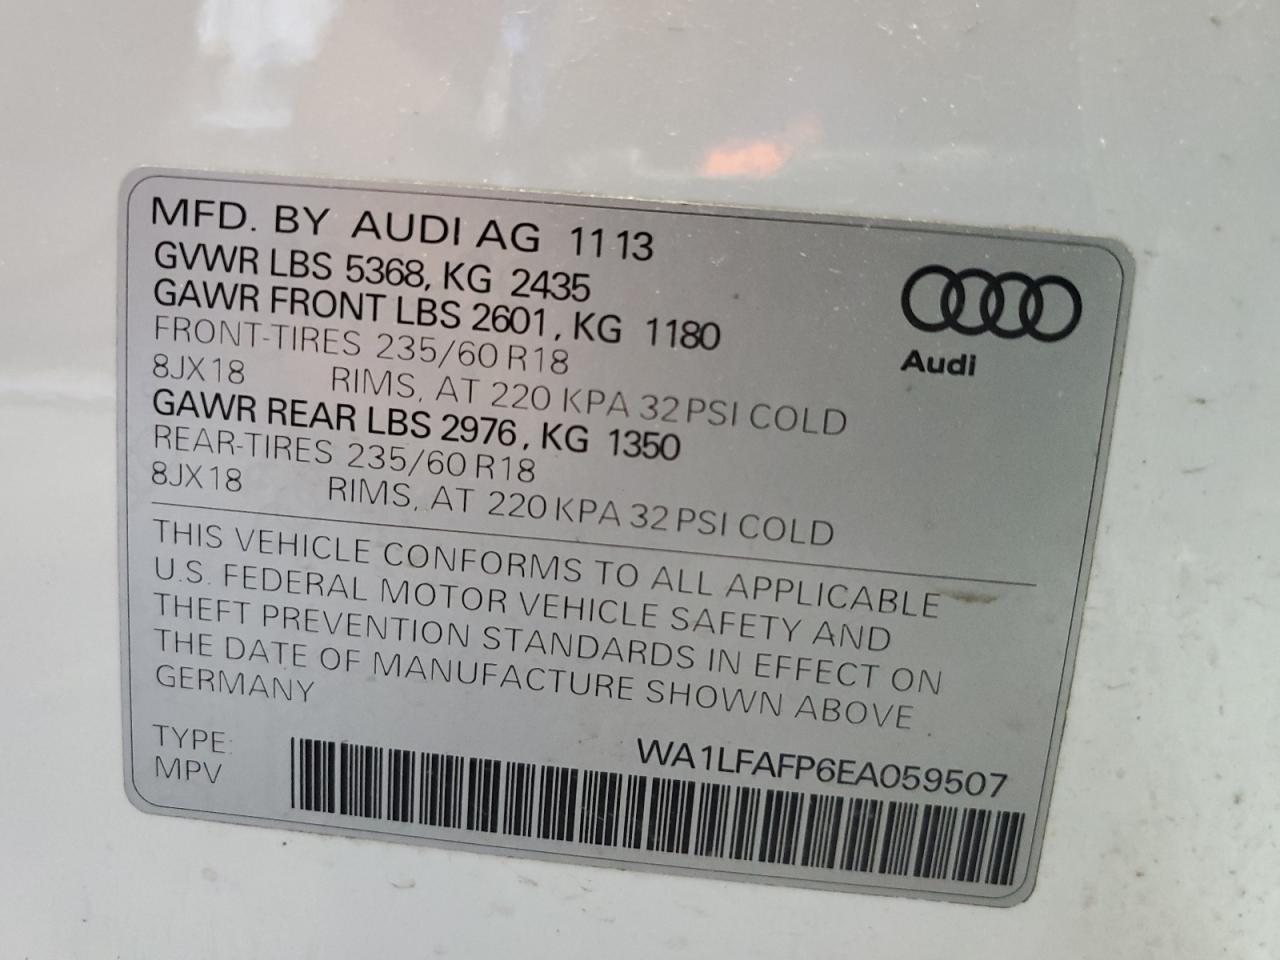 MFD. BY AUDI AG 11 13
GVWR LBS 5368, KG 2435
GAWR FRONT LBS 2601, KG 1180
FRONT-TIRES 235/60 R18
8JX18 RIMS, AT 220 KPA 32 PSI COLD
GAWR REAR LBS 2976, KG 1350
REAR-TIRES 235/60 R18
8JX18 RIMS, AT 220 KPA 32 PSI COLD
Audi
THIS VEHICLE CONFORMS TO ALL APPLICABLE
U.S. FEDERAL MOTOR VEHICLE SAFETY AND
THEFT PREVENTION STANDARDS IN EFFECT ON
THE DATE OF MANUFACTURE SHOWN ABOVE
GERMANY
TYPE:
MPV
WA1LFAFP6EA059507